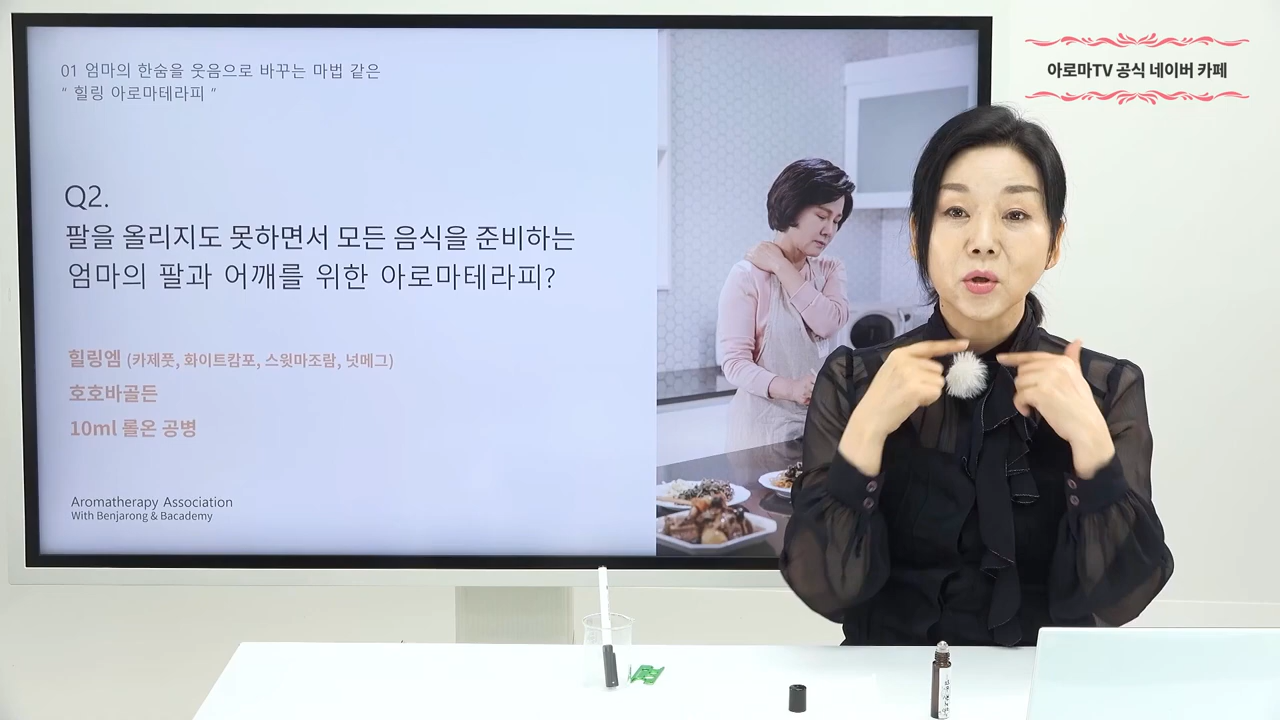 01 엄마의 한숨을 웃음으로 바꾸는 마법 같은
“ 힐링 아로마테라피 ”
Q2.
팔을 올리지도 못하면서 모든 음식을 준비하는
엄마의 팔과 어깨를 위한 아로마테라피?
힐링엠 (카제풋, 화이트캄포, 스윗마조람, 넛메그)
호호바골든
10ml 롤온 공병
Aromatherapy Association
With Benjarong & Bacademy
아로마TV 공식 네이버 카페